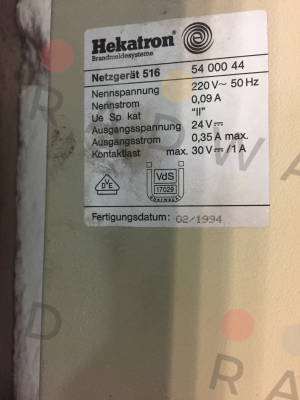 Hekatron
Brandmeldesysteme
Netzgerät 516 54 000 44
Nennspannung 220 V~ 50 Hz
Nennstrom 0,09 A
Ue Sp kat "II"
Ausgangsspannung 24 V⎓
Ausgangsstrom 0,35 A max.
Kontaktlast max. 30 V⎓/1 A
VDE
VdS
17029
Fertigungsdatum: 02/1994